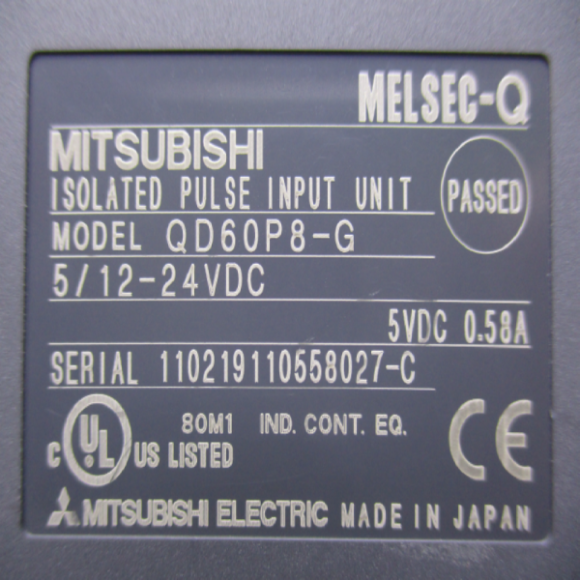 MELSEC-Q
MITSUBISHI
ISOLATED PULSE INPUT UNIT
PASSED
MODEL QD60P8-G
5/12-24VDC
5VDC 0.58A
SERIAL 110219110558027-C
80M1 IND. CONT. EQ.
C UL US LISTED
CE
MITSUBISHI ELECTRIC MADE IN JAPAN